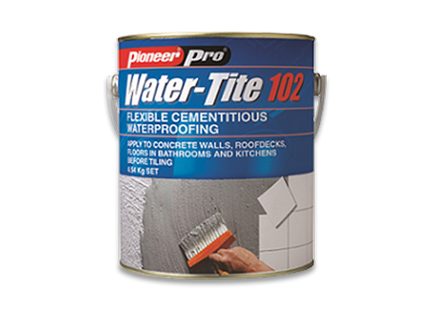 Pioneer Pro
Water-Tite 102
FLEXIBLE CEMENTITIOUS
WATERPROOFING
APPLY TO CONCRETE WALLS, ROOFDECKS,
FLOORS IN BATHROOMS AND KITCHENS
BEFORE TILING
4.54 Kg SET